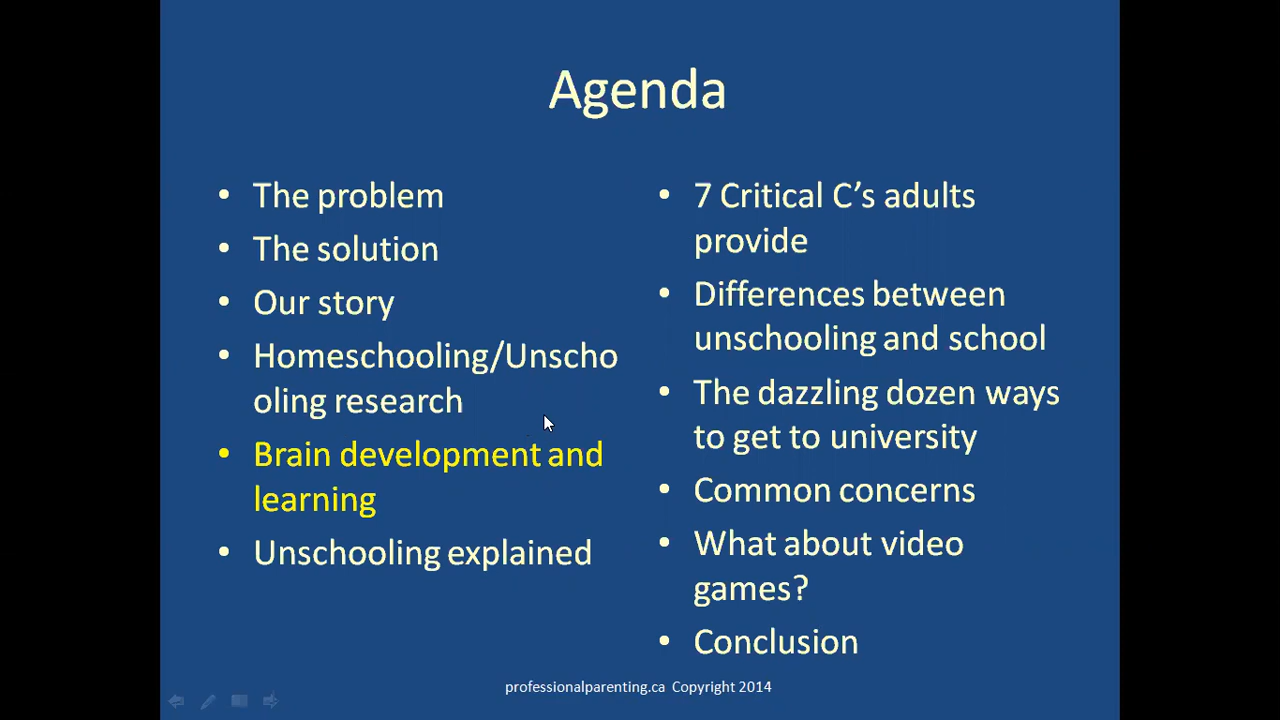 Agenda
• The problem
• The solution
• Our story
• Homeschooling/Unscho
oling research
• Brain development and
learning
• Unschooling explained
• 7 Critical C’s adults
provide
• Differences between
unschooling and school
• The dazzling dozen ways
to get to university
• Common concerns
• What about video
games?
• Conclusion
professionalparenting.ca Copyright 2014